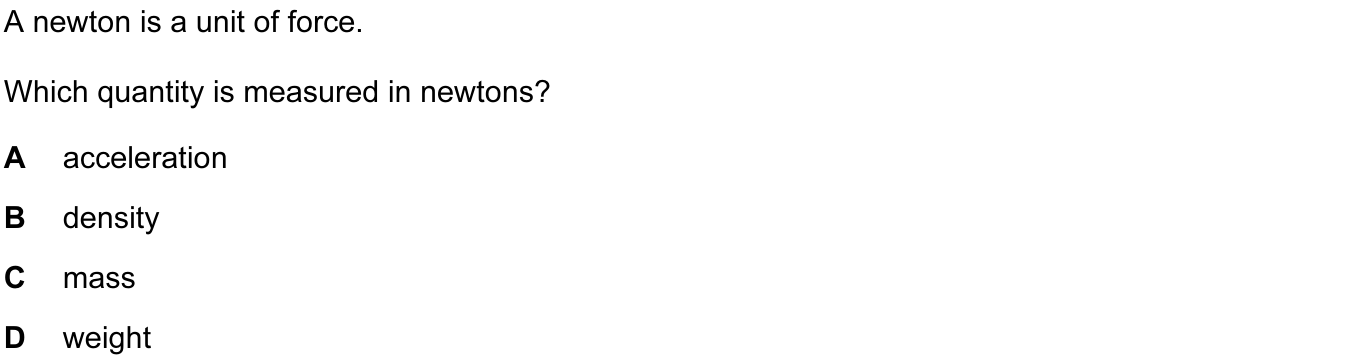 A newton is a unit of force.
Which quantity is measured in newtons?
A acceleration
B density
C mass
D weight